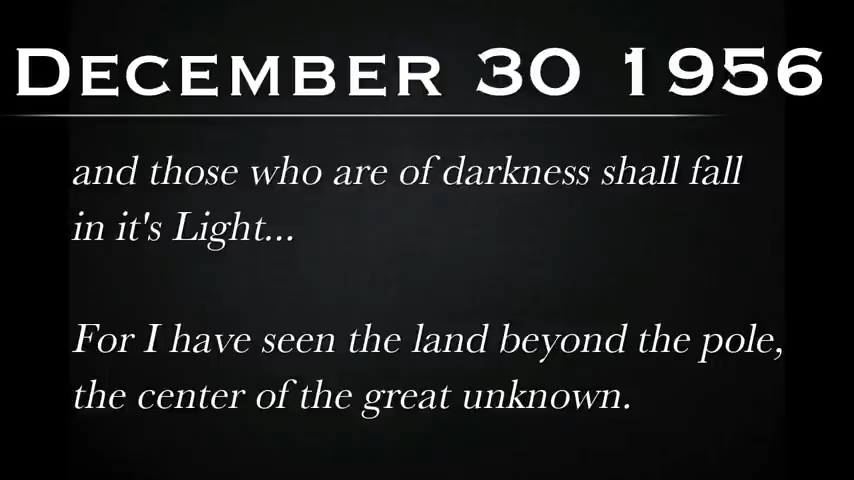 December 30 1956
and those who are of darkness shall fall
in it's Light...
For I have seen the land beyond the pole,
the center of the great unknown.